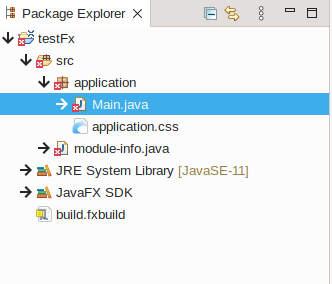 Package Explorer
testFx
src
application
Main.java
application.css
module-info.java
JRE System Library [JavaSE-11]
JavaFX SDK
build.fxbuild